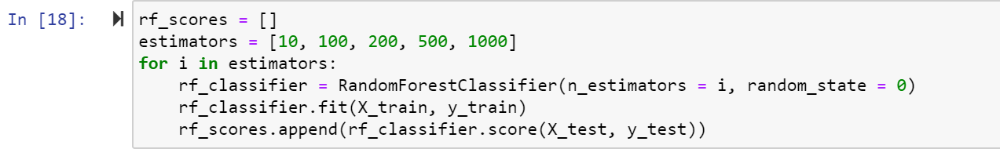 In [18]: rf_scores = []
estimators = [10, 100, 200, 500, 1000]
for i in estimators:
    rf_classifier = RandomForestClassifier(n_estimators = i, random_state = 0)
    rf_classifier.fit(X_train, y_train)
    rf_scores.append(rf_classifier.score(X_test, y_test))